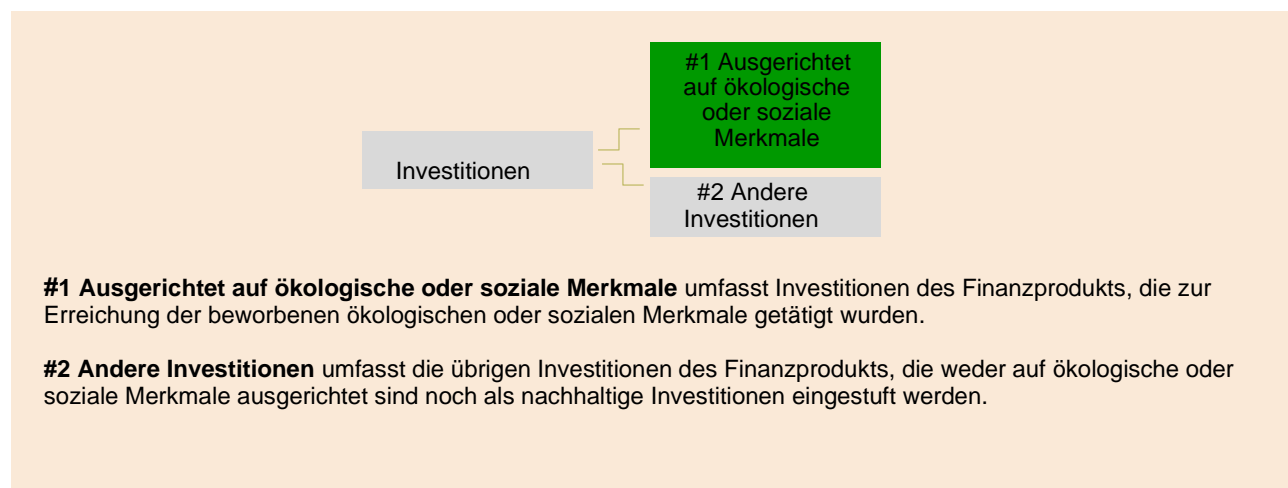 #1 Ausgerichtet
auf ökologische
oder soziale
Merkmale
Investitionen
#2 Andere
Investitionen
#1 Ausgerichtet auf ökologische oder soziale Merkmale umfasst Investitionen des Finanzprodukts, die zur
Erreichung der beworbenen ökologischen oder sozialen Merkmale getätigt wurden.
#2 Andere Investitionen umfasst die übrigen Investitionen des Finanzprodukts, die weder auf ökologische oder
soziale Merkmale ausgerichtet sind noch als nachhaltige Investitionen eingestuft werden.